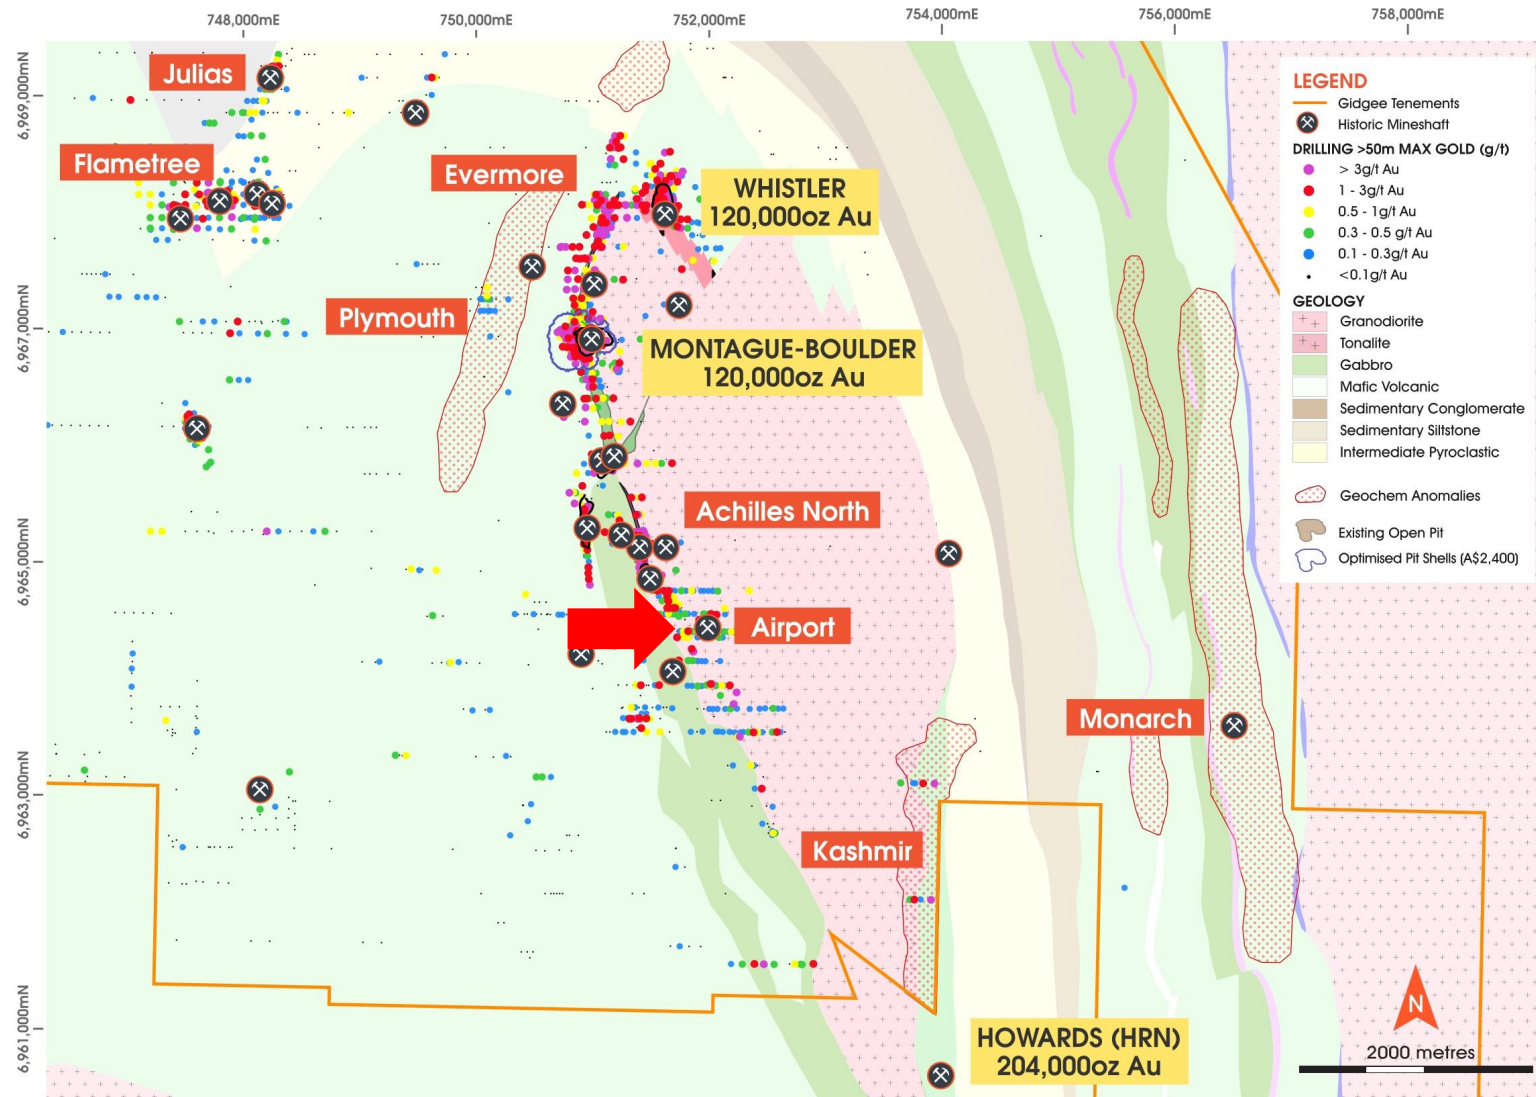 748,000mE
750,000mE
752,000mE
754,000mE
756,000mE
758,000mE
6,969,000mN
6,967,000mN
6,965,000mN
6,963,000mN
6,961,000mN
Julias
Flametree
Evermore
WHISTLER
120,000oz Au
Plymouth
MONTAGUE-BOULDER
120,000oz Au
Achilles North
Airport
Monarch
Kashmir
HOWARDS (HRN)
204,000oz Au
LEGEND
Gidgee Tenements
Historic Mineshaft
DRILLING >50m MAX GOLD (g/t)
> 3g/t Au
1 - 3g/t Au
0.5 - 1g/t Au
0.3 - 0.5 g/t Au
0.1 - 0.3g/t Au
<0.1g/t Au
GEOLOGY
Granodiorite
Tonalite
Gabbro
Mafic Volcanic
Sedimentary Conglomerate
Sedimentary Siltstone
Intermediate Pyroclastic
Geochem Anomalies
Existing Open Pit
Optimised Pit Shells (A$2,400)
N
2000 metres